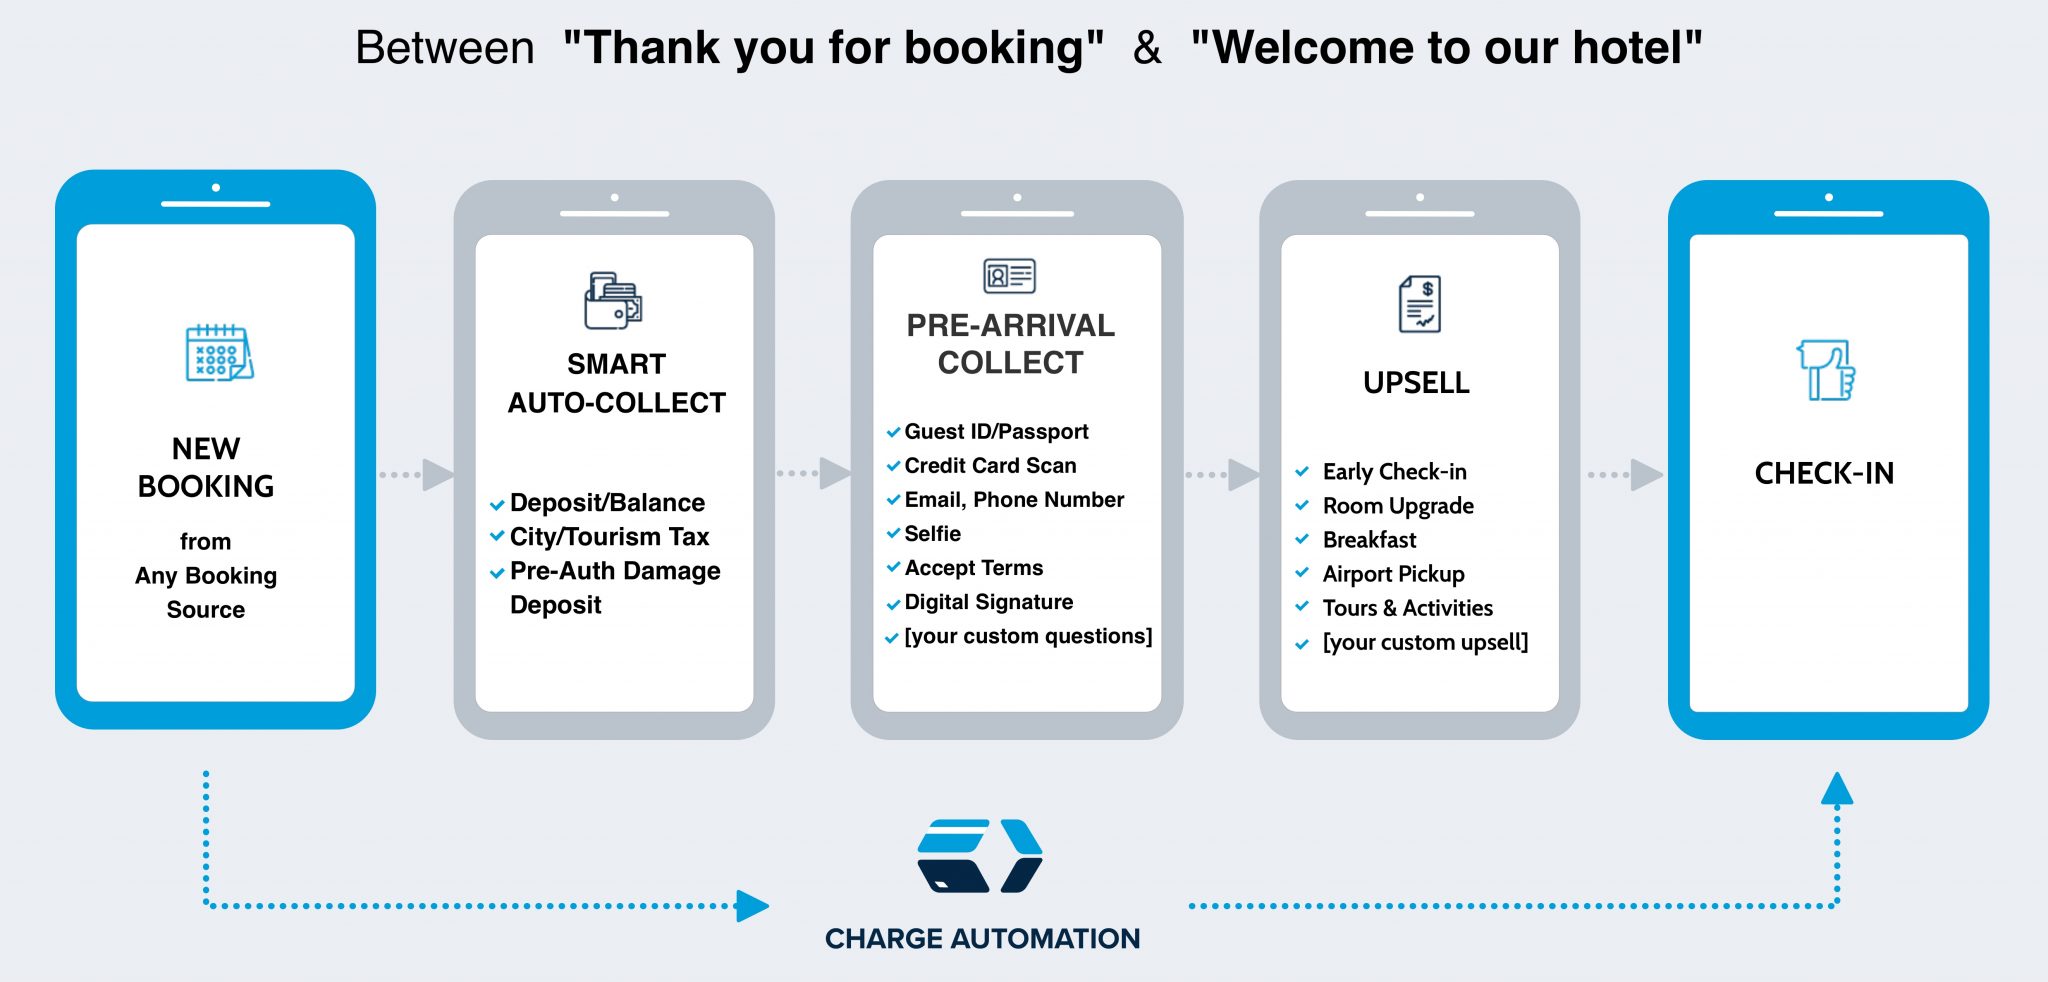 Between "Thank you for booking" & "Welcome to our hotel"
NEW
BOOKING
from
Any Booking
Source
SMART
AUTO-COLLECT
Deposit/Balance
City/Tourism Tax
Pre-Auth Damage
Deposit
PRE-ARRIVAL
COLLECT
Guest ID/Passport
Credit Card Scan
Email, Phone Number
Selfie
Accept Terms
Digital Signature
[your custom questions]
$
UPSELL
Early Check-in
Room Upgrade
Breakfast
Airport Pickup
Tours & Activities
[your custom upsell]
CHECK-IN
CHARGE AUTOMATION